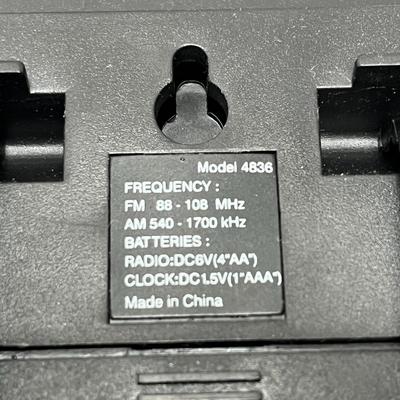 Model 4836
FREQUENCY :
FM 88 - 108 MHz
AM 540 - 1700 kHz
BATTERIES :
RADIO:DC6V(4"AA")
CLOCK:DC1.5V(1"AAA")
Made in China